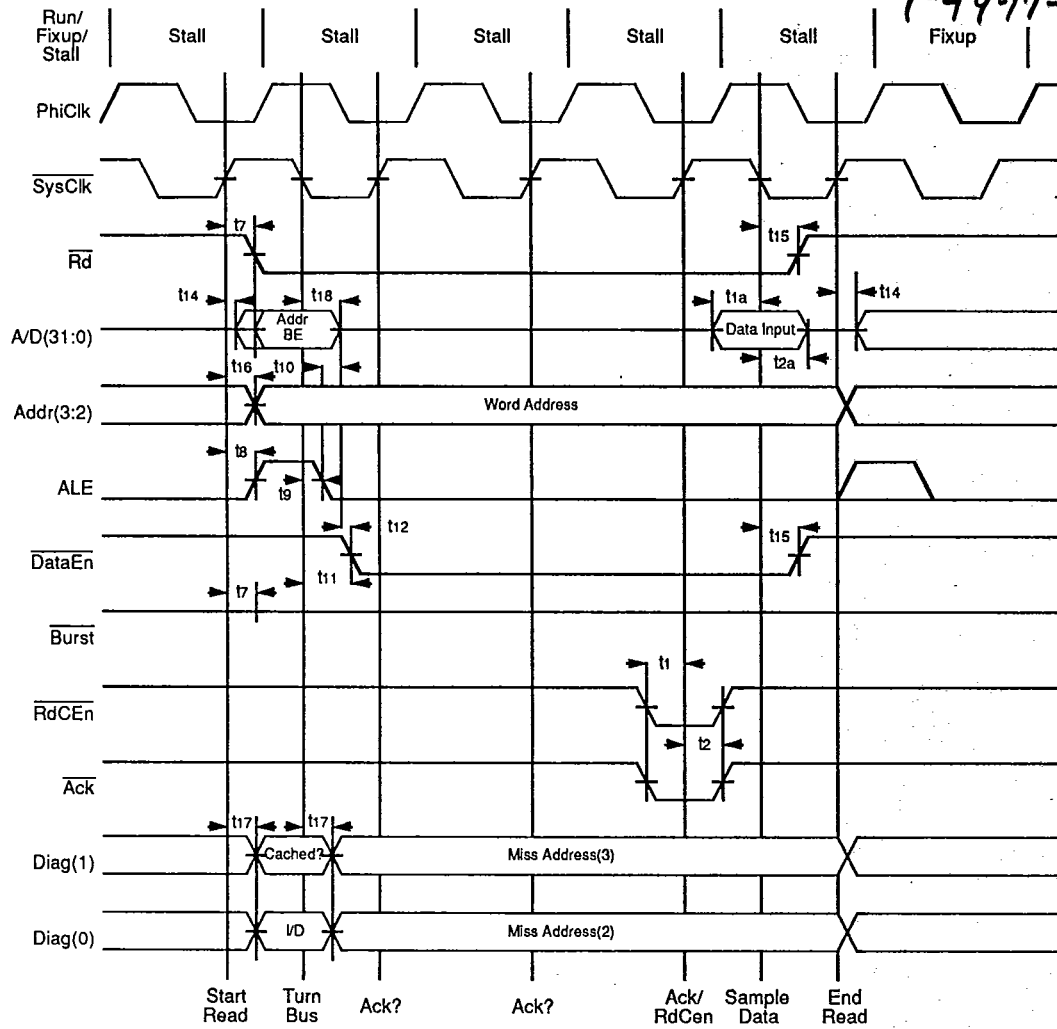 Run/
Fixup/
Stall
Stall Stall Stall Stall Stall Fixup
PhiClk
SysClk
t7 t15
Rd
t14 t18 t1a t14
A/D(31:0) Addr BE Data Input
t2a
t16 t10
Addr(3:2) Word Address
t8
ALE
t9
t12 t15
DataEn
t11
t7
Burst
t1
RdCEn
t2
Ack
t17 t17
Diag(1) Cached? Miss Address(3)
Diag(0) I/D Miss Address(2)
Start Read
Turn Bus
Ack?
Ack?
Ack/ RdCen
Sample Data
End Read